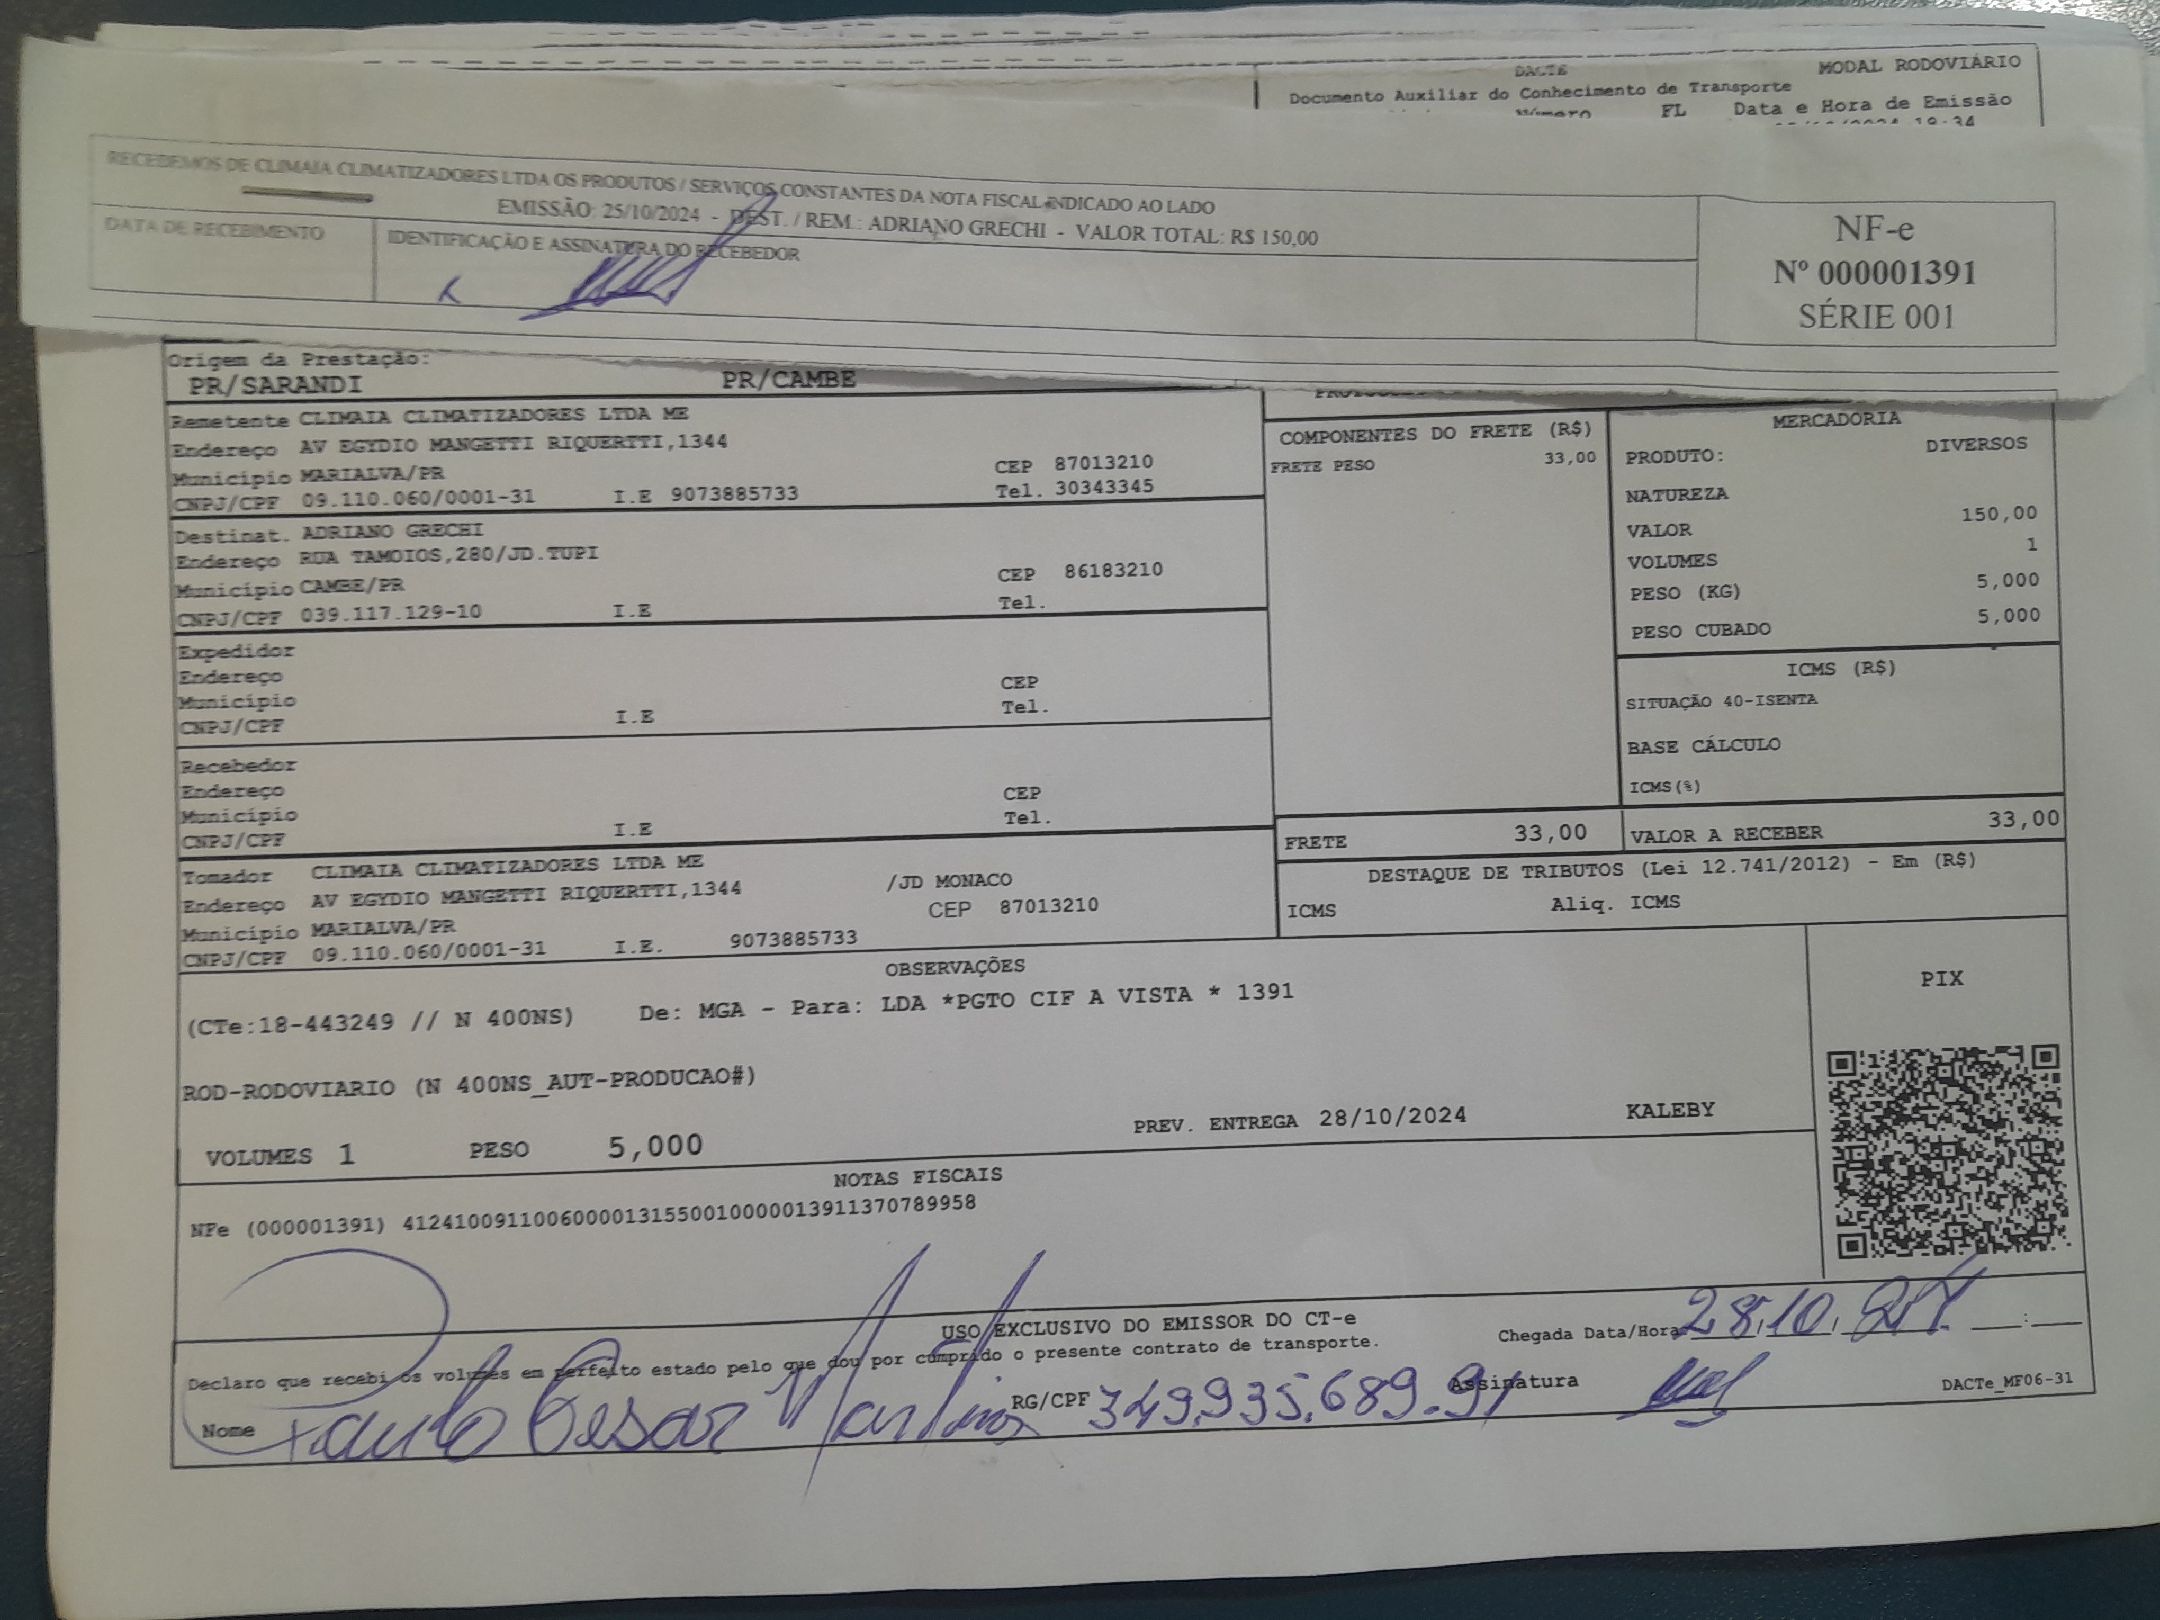 DACTE MODAL RODOVIÁRIO
Documento Auxiliar do Conhecimento de Transporte
Número FL Data e Hora de Emissão
RECEBEMOS DE CLIMAIA CLIMATIZADORES LTDA OS PRODUTOS / SERVIÇOS CONSTANTES DA NOTA FISCAL INDICADO AO LADO
EMISSÃO: 25/10/2024 - DEST. / REM.: ADRIANO GRECHI - VALOR TOTAL: R$ 150,00
DATA DE RECEBIMENTO IDENTIFICAÇÃO E ASSINATURA DO RECEBEDOR
NF-e
Nº 000001391
SÉRIE 001
Origem da Prestação:
PR/SARANDI PR/CAMBE
Remetente CLIMAIA CLIMATIZADORES LTDA ME
Endereço AV EGYDIO MANGETTI RIQUERTTI,1344
Município MARIALVA/PR CEP 87013210
CNPJ/CPF 09.110.060/0001-31 I.E 9073885733 Tel. 30343345
Destinat. ADRIANO GRECHI
Endereço RUA TAMOIOS,280/JD.TUPI
Município CAMBE/PR CEP 86183210
CNPJ/CPF 039.117.129-10 I.E Tel.
Expedidor
Endereço
Município CEP
CNPJ/CPF I.E Tel.
Recebedor
Endereço
Município CEP
CNPJ/CPF I.E Tel.
Tomador CLIMAIA CLIMATIZADORES LTDA ME
Endereço AV EGYDIO MANGETTI RIQUERTTI,1344 /JD MONACO
Município MARIALVA/PR CEP 87013210
CNPJ/CPF 09.110.060/0001-31 I.E. 9073885733
COMPONENTES DO FRETE (R$)
FRETE PESO 33,00
MERCADORIA
PRODUTO: DIVERSOS
NATUREZA
VALOR 150,00
VOLUMES 1
PESO (KG) 5,000
PESO CUBADO 5,000
ICMS (R$)
SITUAÇÃO 40-ISENTA
BASE CÁLCULO
ICMS(%)
FRETE 33,00 VALOR A RECEBER 33,00
DESTAQUE DE TRIBUTOS (Lei 12.741/2012) - Em (R$)
ICMS Aliq. ICMS
OBSERVAÇÕES
(CTe:18-443249 // N 400NS) De: MGA - Para: LDA *PGTO CIF A VISTA * 1391
ROD-RODOVIARIO (N 400NS_AUT-PRODUCAO#)
VOLUMES 1 PESO 5,000 PREV. ENTREGA 28/10/2024 KALEBY
PIX
NOTAS FISCAIS
NFe (000001391) 41241009110060000131550010000013911370789958
USO EXCLUSIVO DO EMISSOR DO CT-e
Declaro que recebi os volumes em perfeito estado pelo que dou por cumprido o presente contrato de transporte.
Chegada Data/Hora 28.10.
Nome Paulo Cesar Martins RG/CPF 349.935.689.91 Assinatura
DACTe_MF06-31